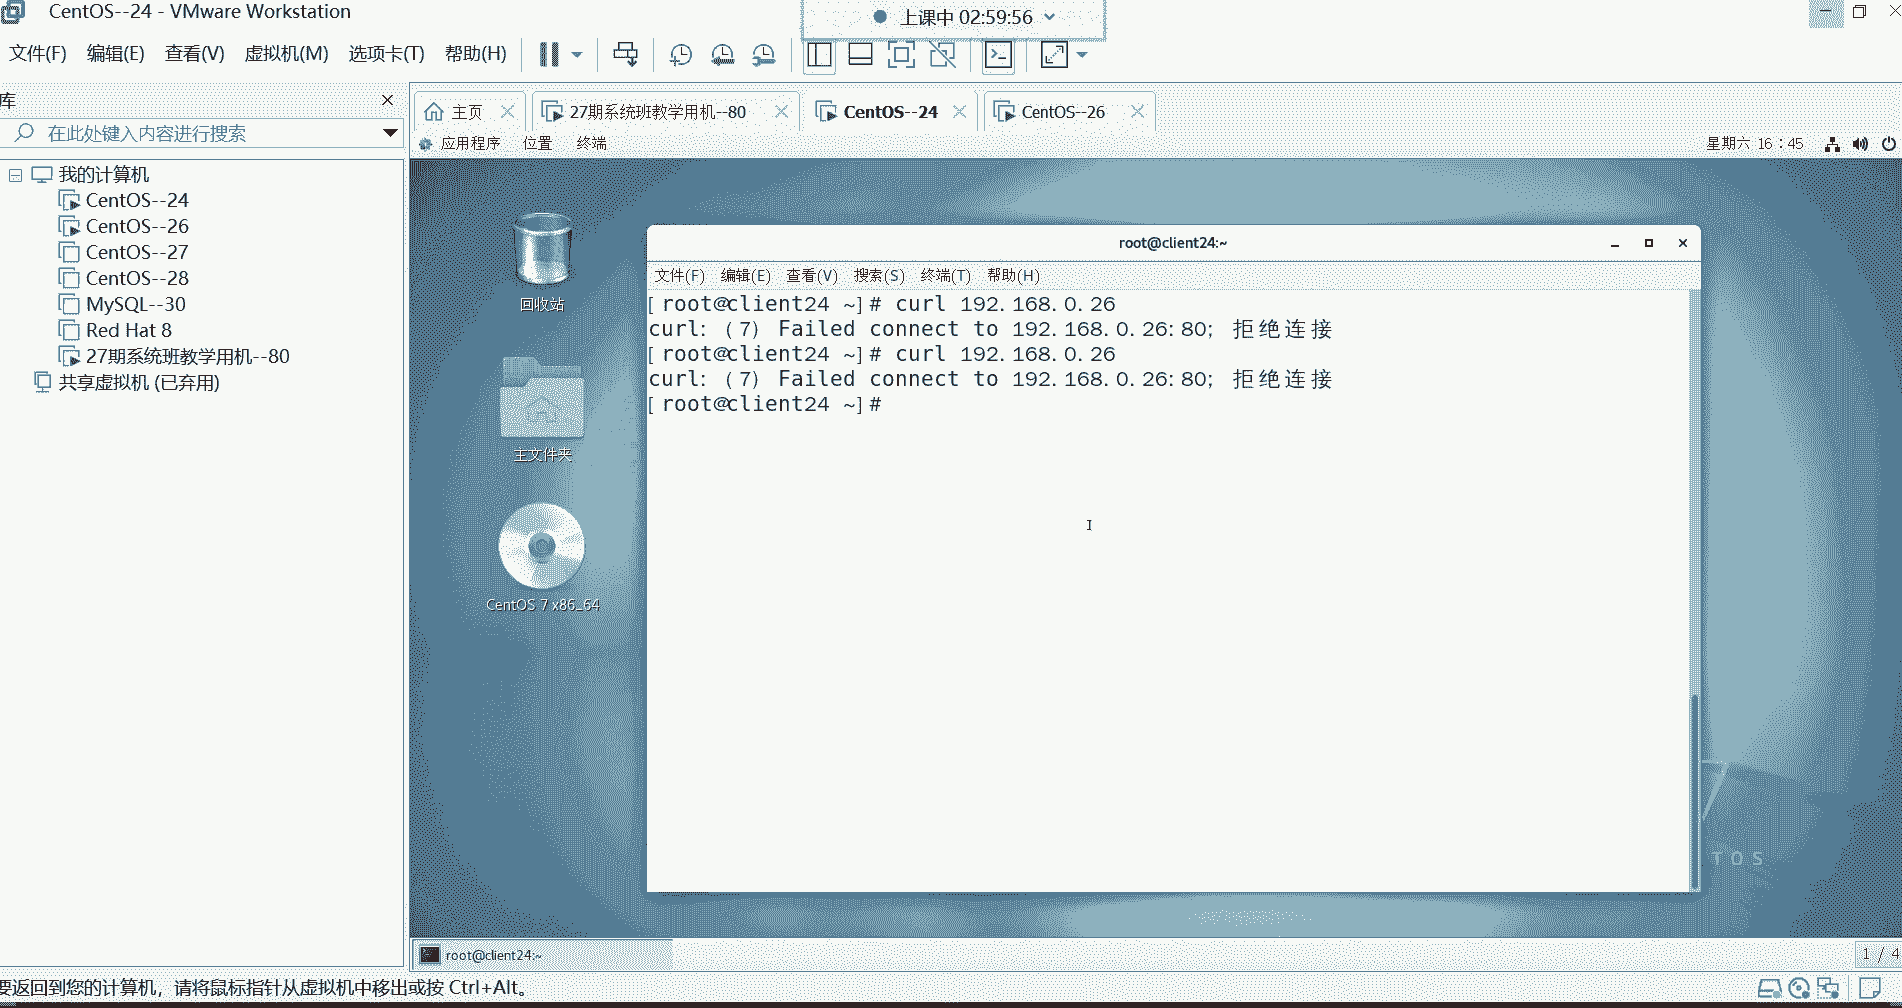 CentOS--24 - VMware Workstation
上课中 02:59:56
文件(F) 编辑(E) 查看(V) 虚拟机(M) 选项卡(T) 帮助(H)
库
在此处键入内容进行搜索
我的计算机
CentOS--24
CentOS--26
CentOS--27
CentOS--28
MySQL--30
Red Hat 8
27期系统班教学用机--80
共享虚拟机 (已弃用)
主页 27期系统班教学用机--80 CentOS--24 CentOS--26
应用程序 位置 终端 星期六 16：45
回收站
主文件夹
CentOS 7 x86_64
root@client24:~
文件(F) 编辑(E) 查看(V) 搜索(S) 终端(T) 帮助(H)
[root@client24 ~]# curl 192.168.0.26
curl: (7) Failed connect to 192.168.0.26:80; 拒绝连接
[root@client24 ~]# curl 192.168.0.26
curl: (7) Failed connect to 192.168.0.26:80; 拒绝连接
[root@client24 ~]#
7
TOS
root@client24:~
1 / 4
要返回到您的计算机，请将鼠标指针从虚拟机中移出或按 Ctrl+Alt。